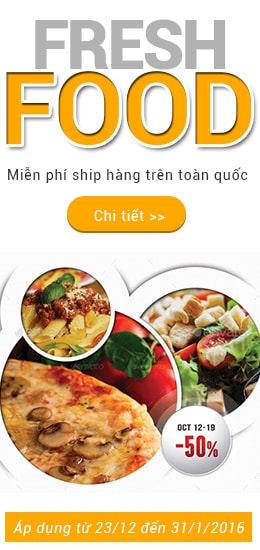 FRESH
FOOD
Miễn phí ship hàng trên toàn quốc
Chi tiết >>
OCT 12-19
-50%
Áp dụng từ 23/12 đến 31/1/2016